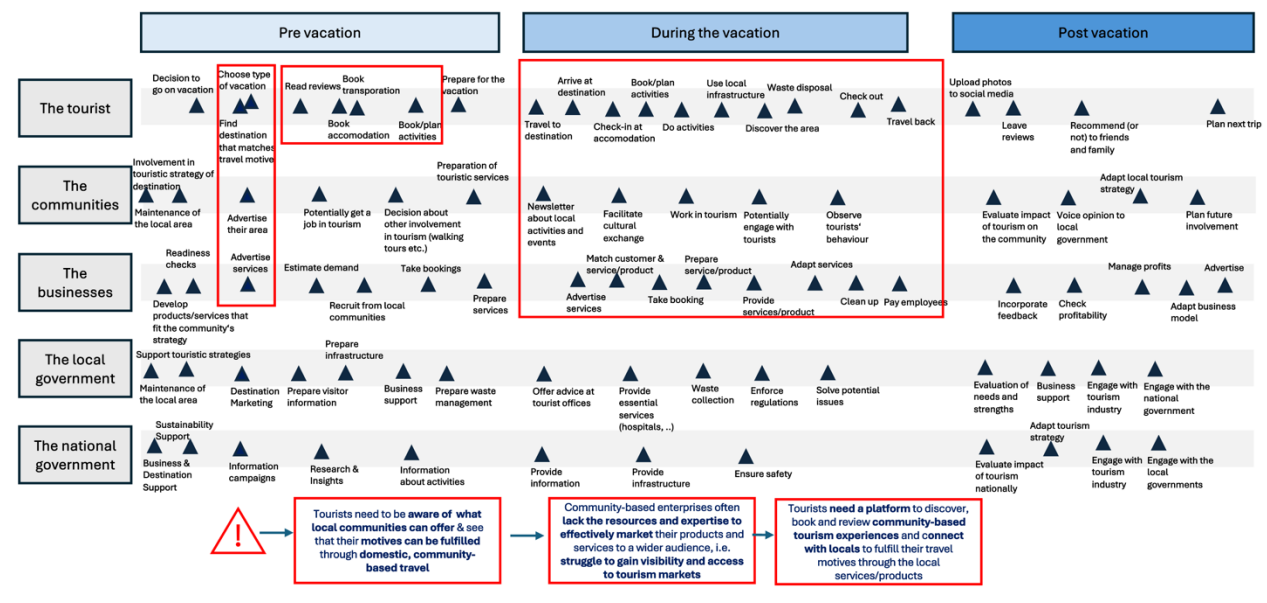 Pre vacation
During the vacation
Post vacation
The tourist
Decision to
go on vacation
Choose type
of vacation
Find
destination
that matches
travel motive
Read reviews
Book
transporation
Book
accomodation
Book/plan
activities
Prepare for the
vacation
Travel to
destination
Arrive at
destination
Check-in at
accomodation
Book/plan
activities
Do activities
Use local
infrastructure
Discover the area
Waste disposal
Check out
Travel back
Upload photos
to social media
Leave
reviews
Recommend (or
not) to friends
and family
Plan next trip
The
communities
Involvement in
touristic strategy of
destination
Maintenance of
the local area
Advertise
their area
Potentially get a
job in tourism
Decision about
other involvement
in tourism (walking
tours etc.)
Preparation of
touristic services
Newsletter
about local
activities and
events
Facilitate
cultural
exchange
Work in tourism
Potentially
engage with
tourists
Observe
tourists'
behaviour
Evaluate impact
of tourism on
the community
Voice opinion to
local
government
Adapt local tourism
strategy
Plan future
involvement
The
businesses
Readiness
checks
Develop
products/services that
fit the community's
strategy
Advertise
services
Estimate demand
Recruit from local
communities
Take bookings
Prepare
services
Advertise
services
Match customer &
service/product
Take booking
Prepare
service/product
Provide
services/product
Adapt services
Clean up
Pay employees
Incorporate
feedback
Check
profitability
Manage profits
Adapt business
model
Advertise
The local
government
Support touristic strategies
Maintenance of
the local area
Destination
Marketing
Prepare visitor
information
Prepare
infrastructure
Business
support
Prepare waste
management
Offer advice at
tourist offices
Provide
essential
services
(hospitals, ..)
Waste
collection
Enforce
regulations
Solve potential
issues
Evaluation of
needs and
strengths
Business
support
Engage with
tourism
industry
Engage with the
national
government
The national
government
Sustainability
Support
Business &
Destination
Support
Information
campaigns
Research &
Insights
Information
about activities
Provide
information
Provide
infrastructure
Ensure safety
Evaluate impact
of tourism
nationally
Adapt tourism
strategy
Engage with
tourism
industry
Engage with the
local
governments
!
Tourists need to be aware of what
local communities can offer & see
that their motives can be fulfilled
through domestic, community-
based travel
Community-based enterprises often
lack the resources and expertise to
effectively market their products and
services to a wider audience, i.e.
struggle to gain visibility and access
to tourism markets
Tourists need a platform to discover,
book and review community-based
tourism experiences and connect
with locals to fulfill their travel
motives through the local
services/products